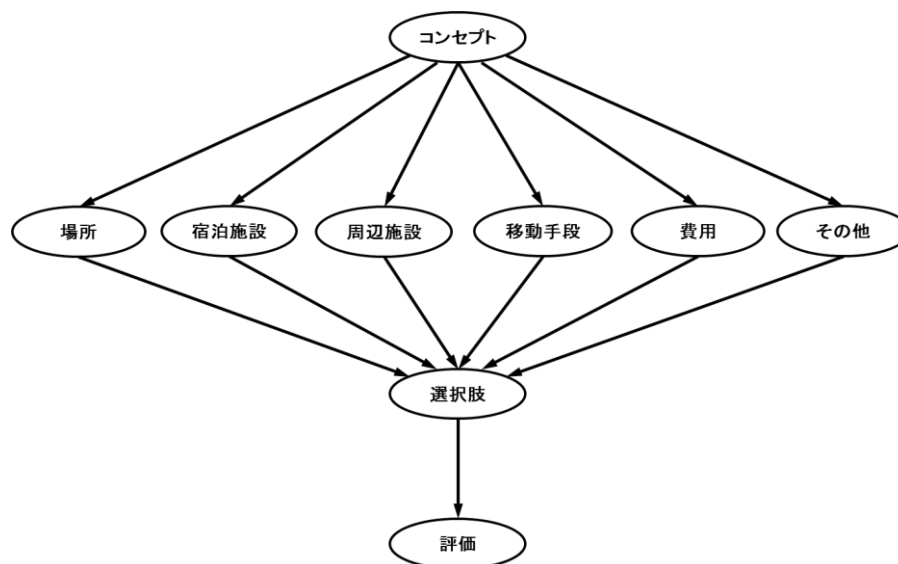 コンセプト
場所
宿泊施設
周辺施設
移動手段
費用
その他
選択肢
評価